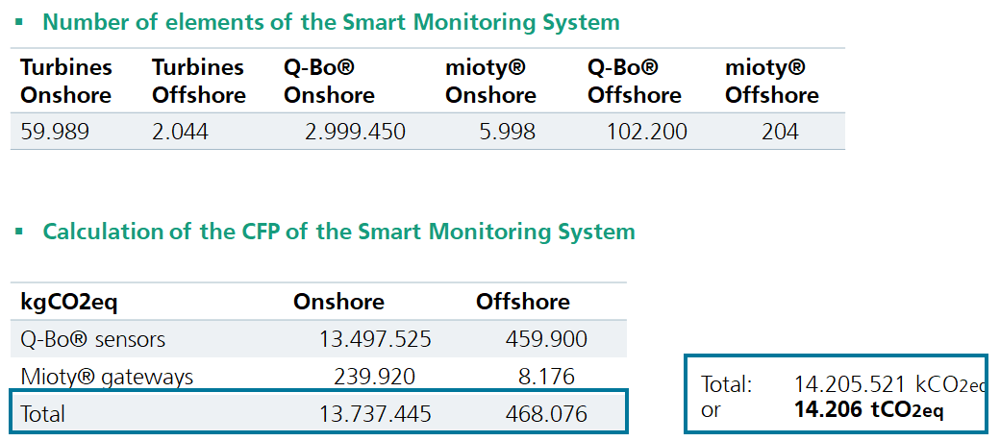 ▪ Number of elements of the Smart Monitoring System
Turbines Onshore Turbines Offshore Q-Bo® Onshore mioty® Onshore Q-Bo® Offshore mioty® Offshore
59.989 2.044 2.999.450 5.998 102.200 204
▪ Calculation of the CFP of the Smart Monitoring System
kgCO2eq Onshore Offshore
Q-Bo® sensors 13.497.525 459.900
Mioty® gateways 239.920 8.176
Total 13.737.445 468.076
Total: 14.205.521 kCO2eq
or 14.206 tCO2eq